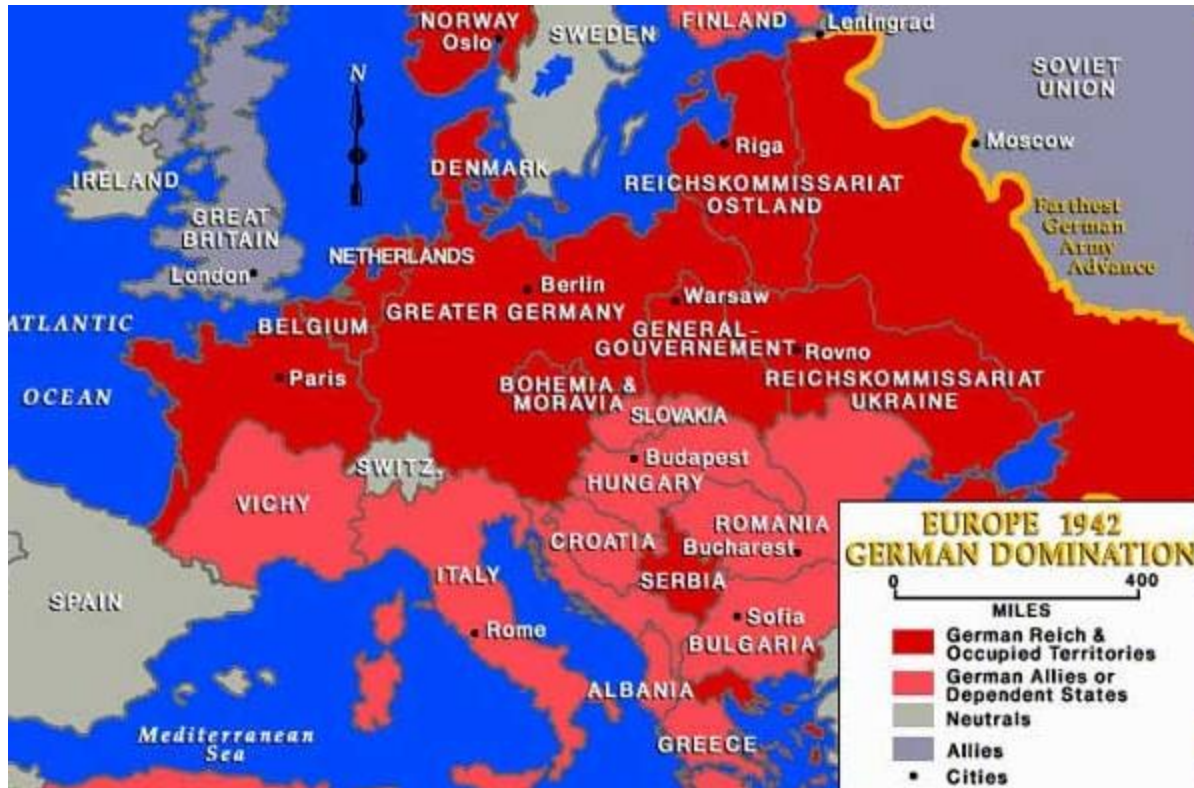 NORWAY
Oslo
SWEDEN
FINLAND
Leningrad
SOVIET
UNION
N
Moscow
Riga
IRELAND
DENMARK
REICHSKOMMISSARIAT
OSTLAND
GREAT
BRITAIN
London
Farthest
German
Army
Advance
NETHERLANDS
Berlin
GREATER GERMANY
Warsaw
ATLANTIC
OCEAN
BELGIUM
GENERAL-
GOUVERNEMENT
Rovno
Paris
BOHEMIA &
MORAVIA
REICHSKOMMISSARIAT
UKRAINE
SLOVAKIA
SWITZ.
Budapest
HUNGARY
VICHY
ROMANIA
Bucharest
CROATIA
ITALY
SERBIA
SPAIN
Rome
Sofia
BULGARIA
ALBANIA
Mediterranean
Sea
GREECE
EUROPE 1942
GERMAN DOMINATION
0 400
MILES
German Reich &
Occupied Territories
German Allies or
Dependent States
Neutrals
Allies
Cities